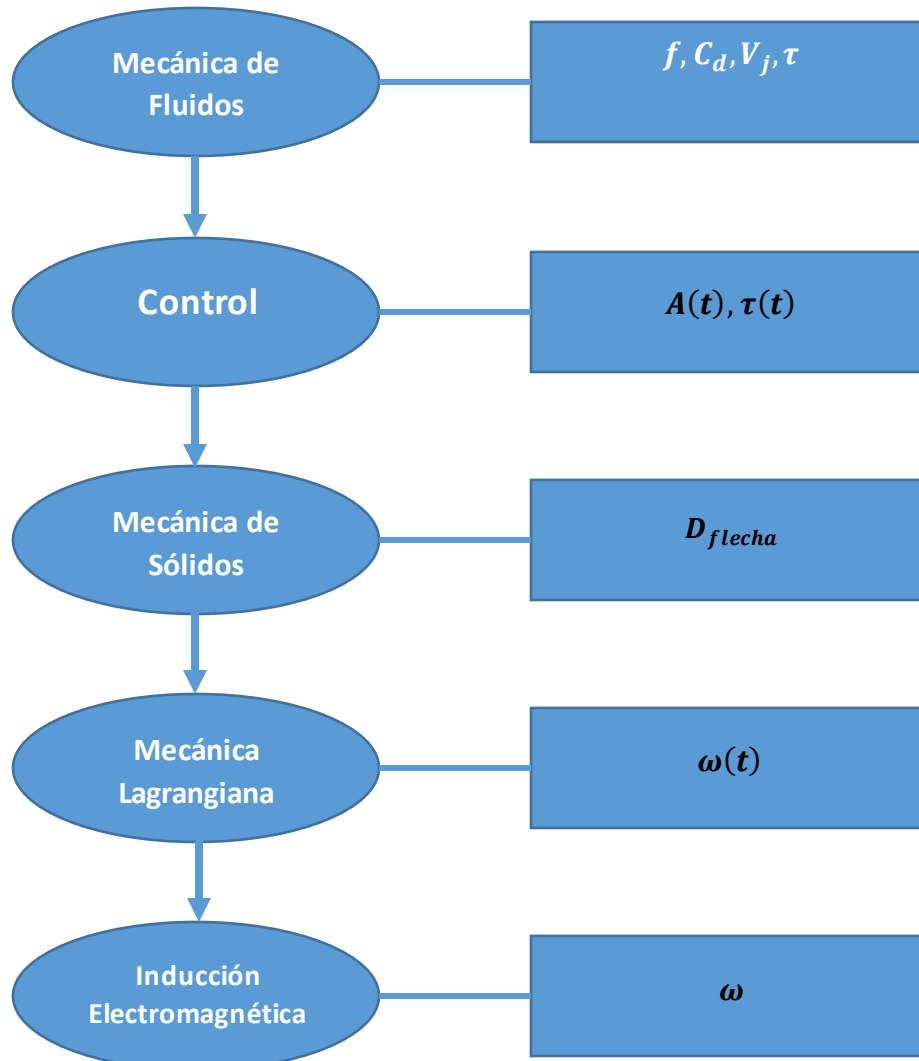 Mecánica de
Fluidos
f, C_d, V_j, τ
Control
A(t), τ(t)
Mecánica de
Sólidos
D_flecha
Mecánica
Lagrangiana
ω(t)
Inducción
Electromagnética
ω